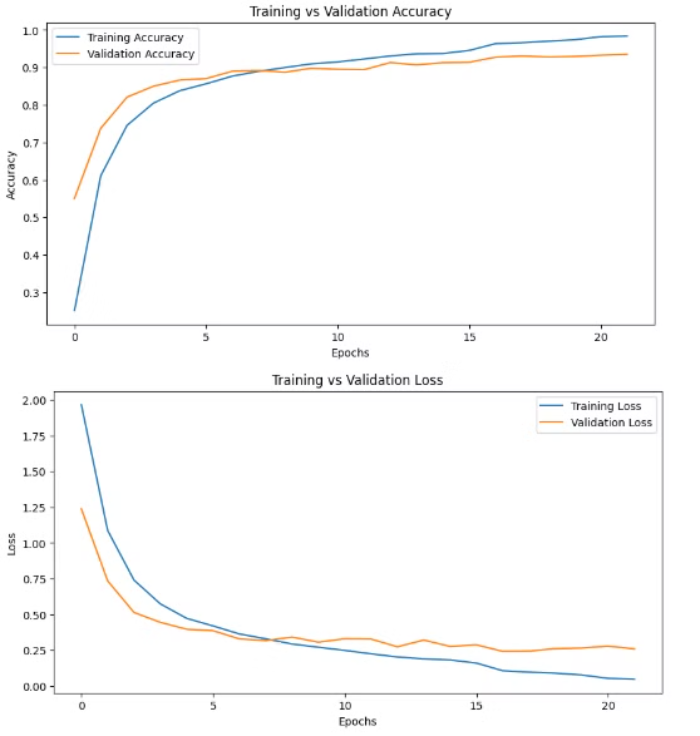 Training vs Validation Accuracy
1.0
0.9
0.8
0.7
0.6
0.5
0.4
0.3
Accuracy
Training Accuracy
Validation Accuracy
0 5 10 15 20
Epochs
Training vs Validation Loss
2.00
1.75
1.50
1.25
1.00
0.75
0.50
0.25
0.00
Loss
Training Loss
Validation Loss
0 5 10 15 20
Epochs